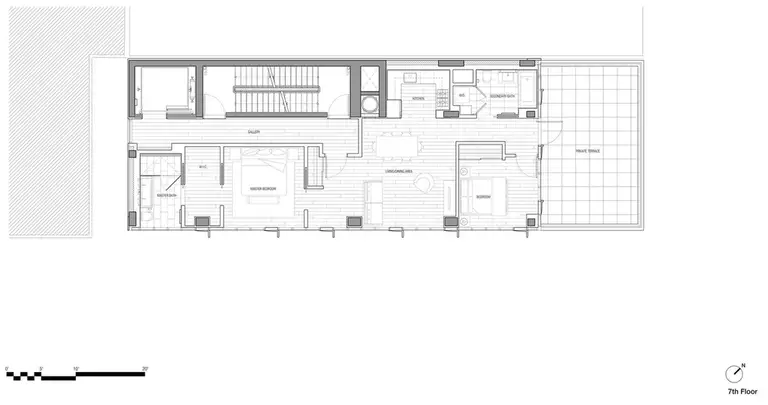 KITCHEN
W/D
SECONDARY BATH
GALLERY
PRIVATE TERRACE
W.I.C.
LIVING/DINING AREA
MASTER BATH
MASTER BEDROOM
BEDROOM
0' 5' 10' 20'
N
7th Floor